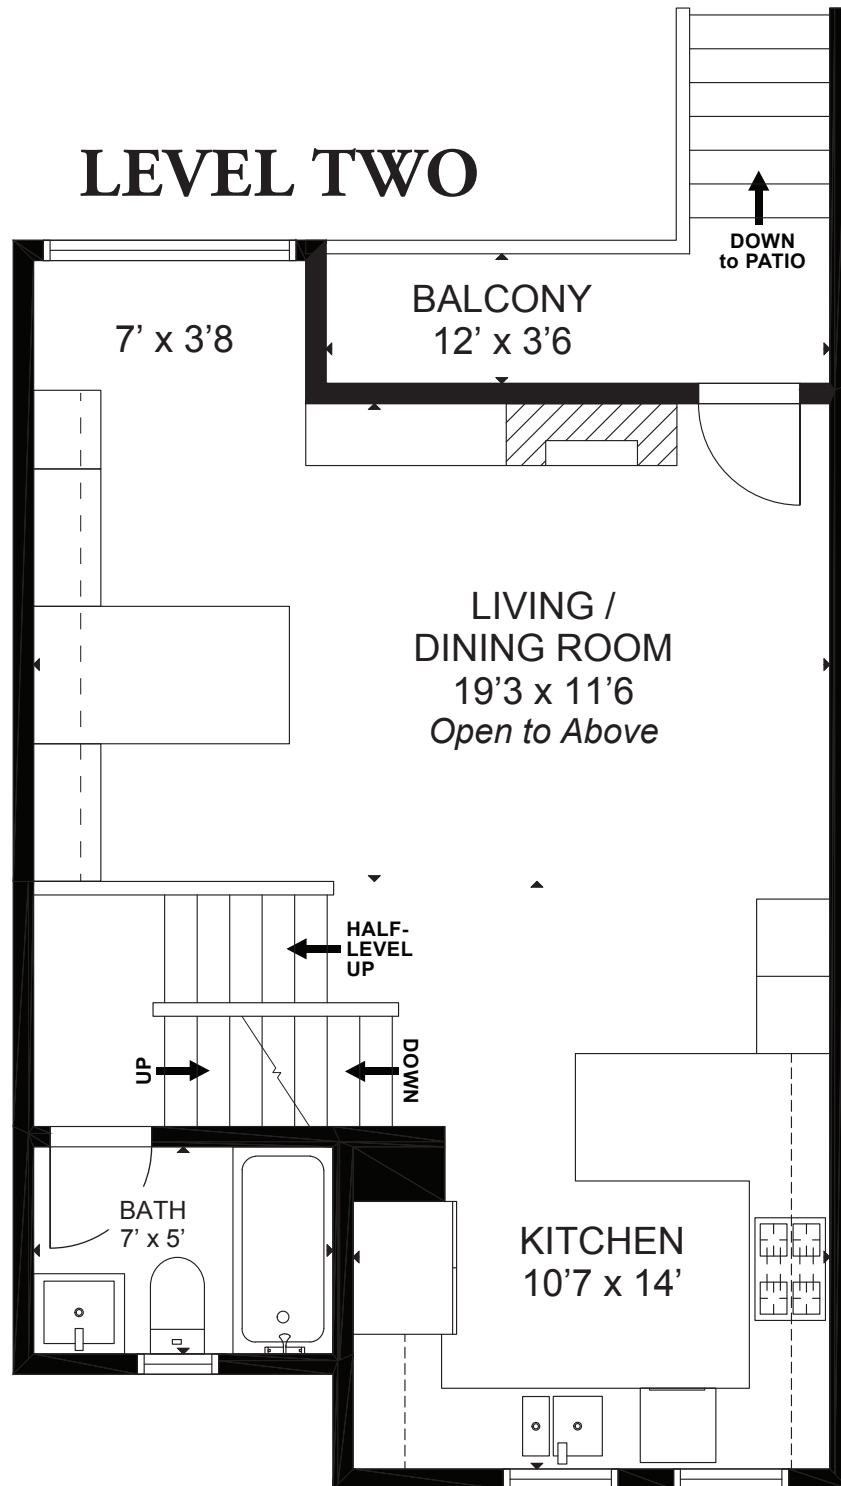 LEVEL TWO
DOWN
to PATIO
BALCONY
12’ x 3’6
7’ x 3’8
LIVING /
DINING ROOM
19’3 x 11’6
Open to Above
HALF-
LEVEL
UP
UP
DOWN
BATH
7’ x 5’
KITCHEN
10’7 x 14’